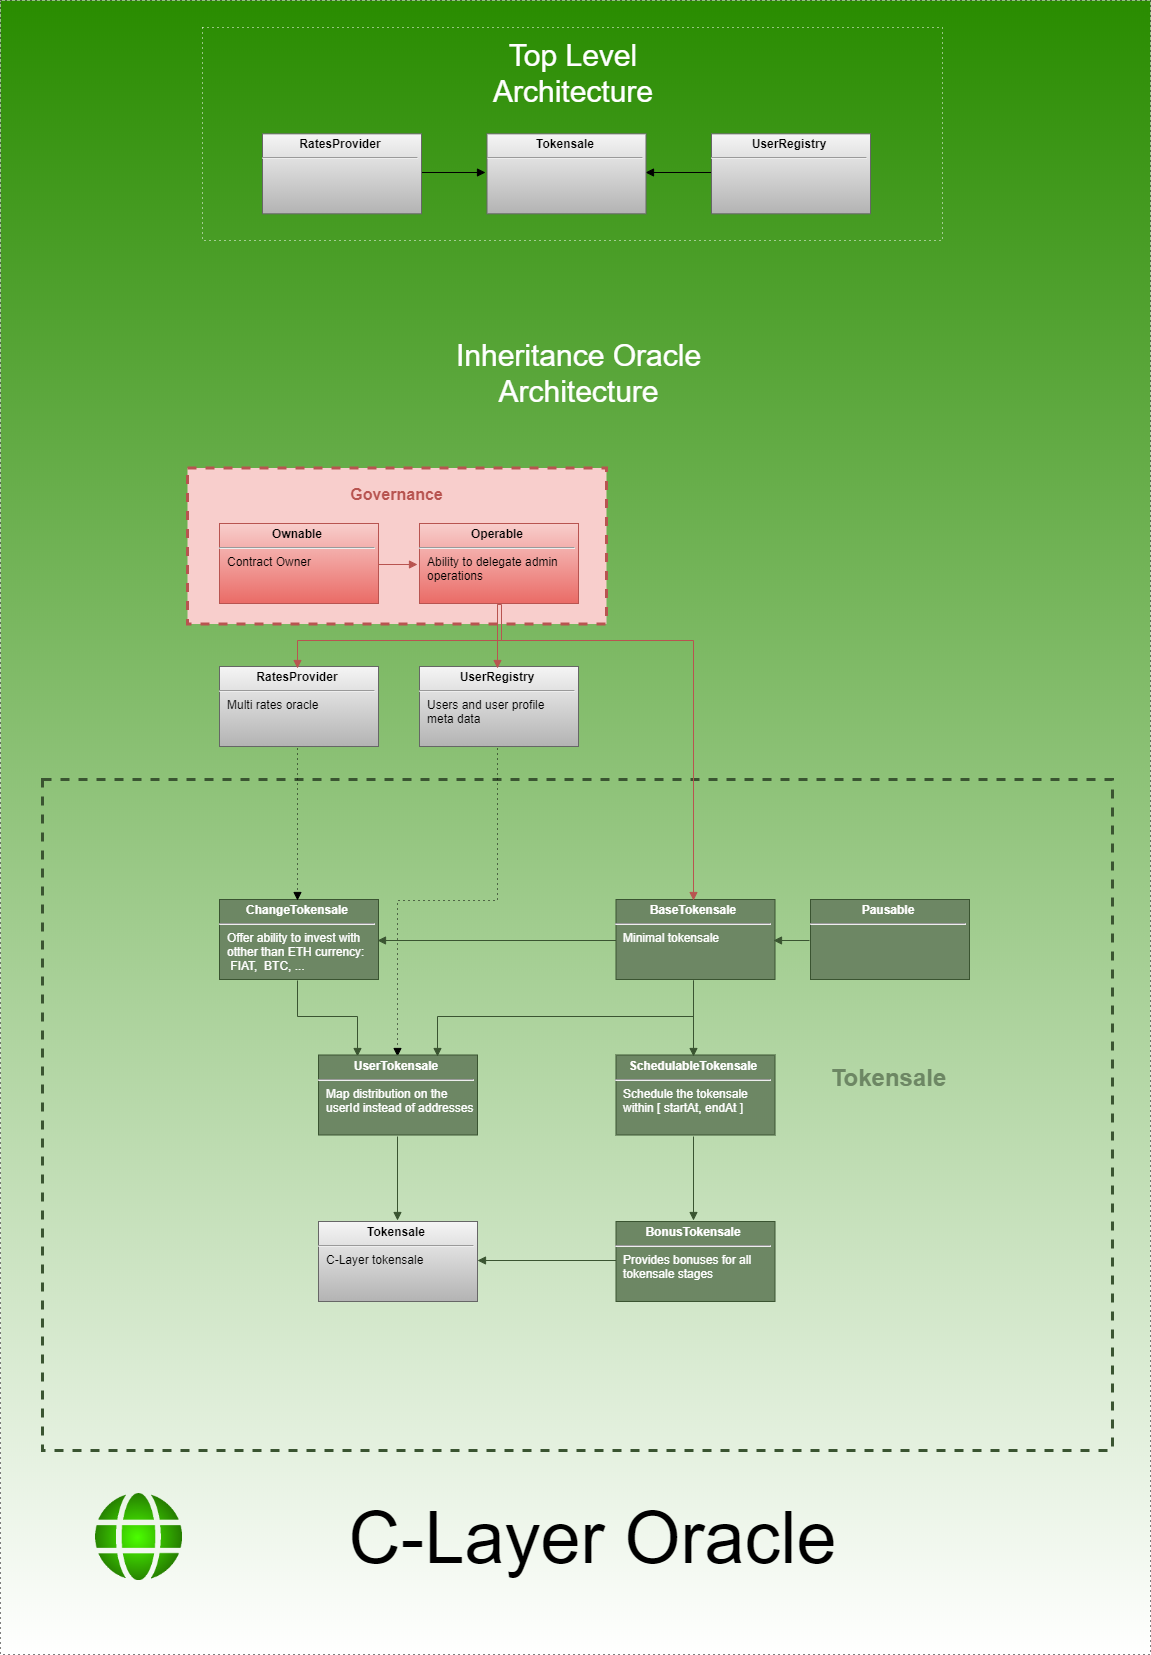 Top Level
Architecture
RatesProvider
Tokensale
UserRegistry
Inheritance Oracle
Architecture
Governance
Ownable
Contract Owner
Operable
Ability to delegate admin
operations
RatesProvider
Multi rates oracle
UserRegistry
Users and user profile
meta data
ChangeTokensale
Offer ability to invest with
otther than ETH currency:
FIAT, BTC, ...
BaseTokensale
Minimal tokensale
Pausable
UserTokensale
Map distribution on the
userId instead of addresses
SchedulableTokensale
Schedule the tokensale
within [ startAt, endAt ]
Tokensale
Tokensale
C-Layer tokensale
BonusTokensale
Provides bonuses for all
tokensale stages
C-Layer Oracle